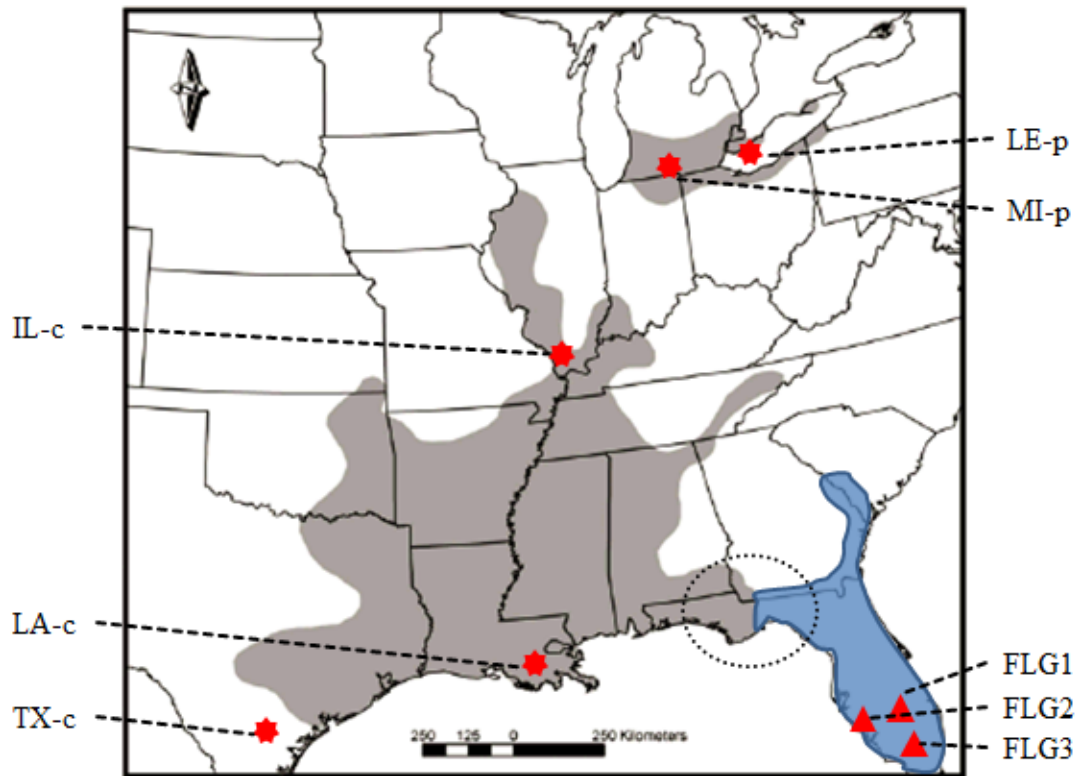 LE-p
MI-p
IL-c
LA-c
TX-c
FLG1
FLG2
FLG3
250 125 0 250 Kilometers